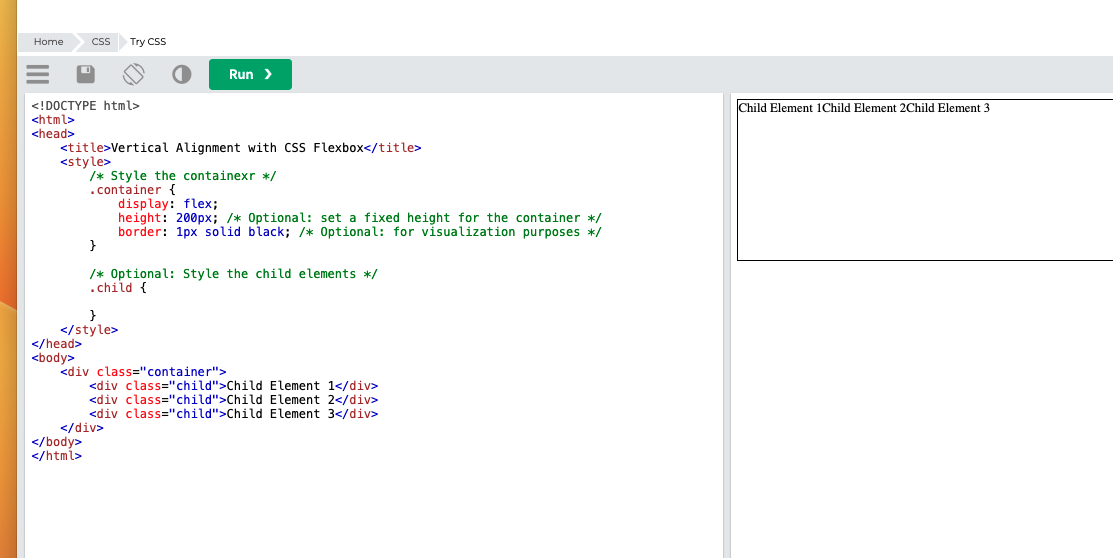 Home CSS Try CSS
Run ❯
<!DOCTYPE html>
<html>
<head>
    <title>Vertical Alignment with CSS Flexbox</title>
    <style>
        /* Style the containexr */
        .container {
            display: flex;
            height: 200px; /* Optional: set a fixed height for the container */
            border: 1px solid black; /* Optional: for visualization purposes */
        }

        /* Optional: Style the child elements */
        .child {

        }
    </style>
</head>
<body>
    <div class="container">
        <div class="child">Child Element 1</div>
        <div class="child">Child Element 2</div>
        <div class="child">Child Element 3</div>
    </div>
</body>
</html>
Child Element 1Child Element 2Child Element 3